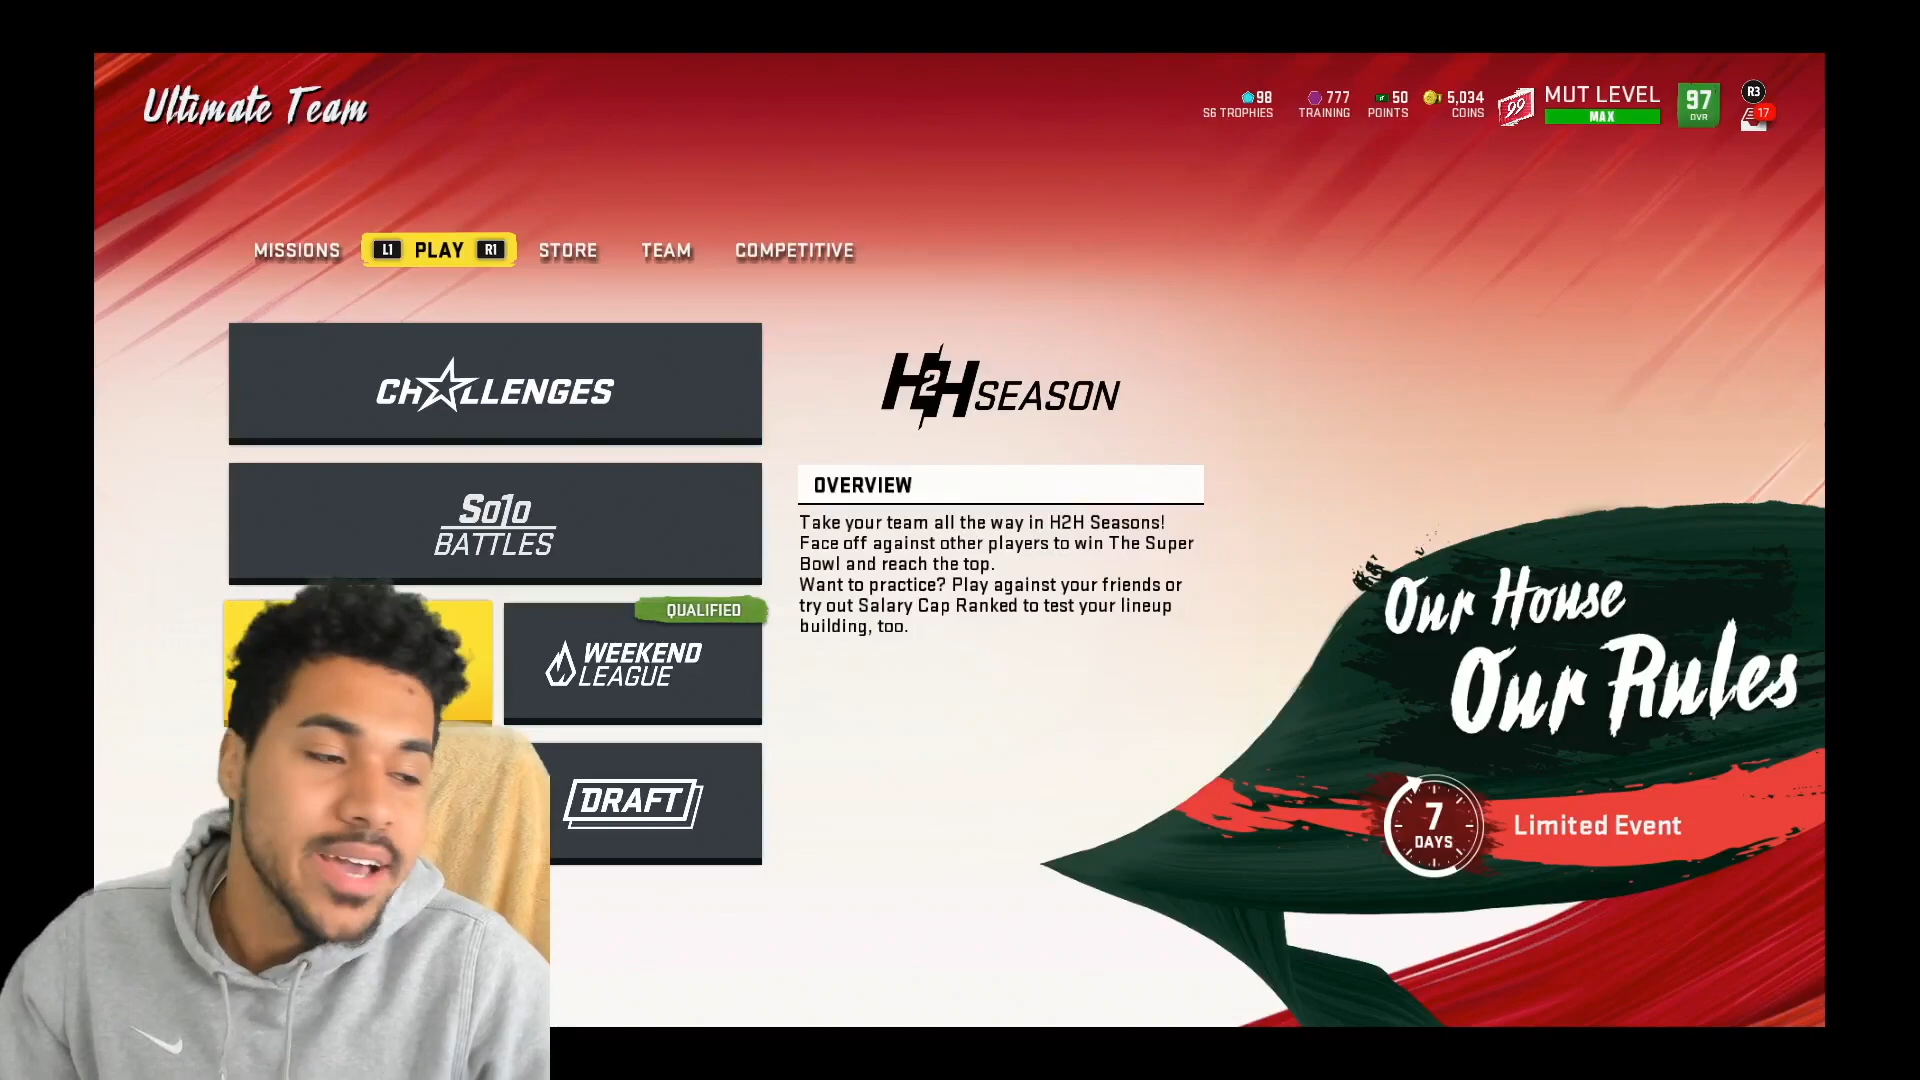 Ultimate Team
98
S6 TROPHIES
777
TRAINING
50
POINTS
5,034
COINS
99
MUT LEVEL
MAX
97
OVR
R3
17
MISSIONS
L1 PLAY R1
STORE
TEAM
COMPETITIVE
CHALLENGES
Solo
BATTLES
QUALIFIED
WEEKEND
LEAGUE
DRAFT
H2H SEASON
OVERVIEW
Take your team all the way in H2H Seasons!
Face off against other players to win The Super
Bowl and reach the top.
Want to practice? Play against your friends or
try out Salary Cap Ranked to test your lineup
building, too.
Our House
Our Rules
7
DAYS
Limited Event